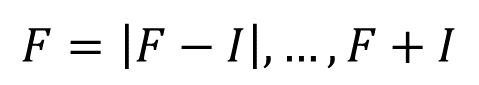 F = |F − I|, … , F + I